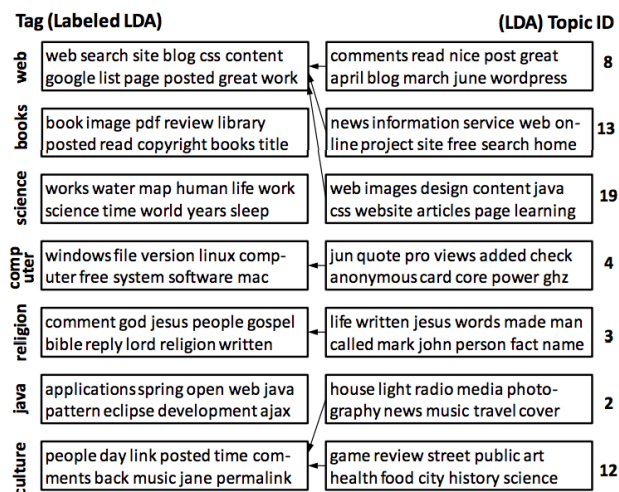 Tag (Labeled LDA) (LDA) Topic ID
web
web search site blog css content
google list page posted great work
comments read nice post great
april blog march june wordpress
8
books
book image pdf review library
posted read copyright books title
news information service web on-
line project site free search home
13
science
works water map human life work
science time world years sleep
web images design content java
css website articles page learning
19
comp
uter
windows file version linux comp-
uter free system software mac
jun quote pro views added check
anonymous card core power ghz
4
religion
comment god jesus people gospel
bible reply lord religion written
life written jesus words made man
called mark john person fact name
3
java
applications spring open web java
pattern eclipse development ajax
house light radio media photo-
graphy news music travel cover
2
culture
people day link posted time com-
ments back music jane permalink
game review street public art
health food city history science
12